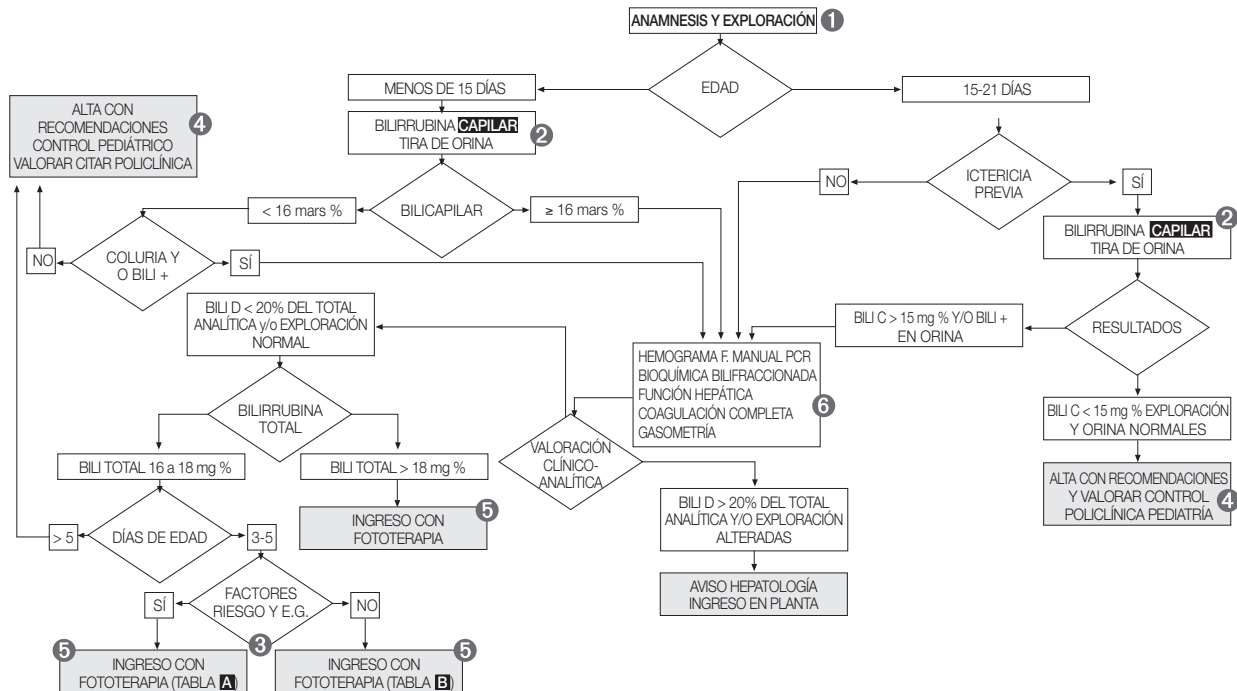 ANAMNESIS Y EXPLORACIÓN 1
EDAD
MENOS DE 15 DÍAS
15-21 DÍAS
ALTA CON
RECOMENDACIONES
CONTROL PEDIÁTRICO
VALORAR CITAR POLICLÍNICA
4
BILIRRUBINA CAPILAR
TIRA DE ORINA
2
ICTERICIA
PREVIA
NO
SÍ
BILICAPILAR
< 16 mars %
≥ 16 mars %
BILIRRUBINA CAPILAR
TIRA DE ORINA
2
COLURIA Y
O BILI +
NO
SÍ
RESULTADOS
BILI C > 15 mg % Y/O BILI +
EN ORINA
BILI D < 20% DEL TOTAL
ANALÍTICA y/o EXPLORACIÓN
NORMAL
HEMOGRAMA F. MANUAL PCR
BIOQUÍMICA BILIFRACCIONADA
FUNCIÓN HEPÁTICA
COAGULACIÓN COMPLETA
GASOMETRÍA
6
BILI C < 15 mg % EXPLORACIÓN
Y ORINA NORMALES
BILIRRUBINA
TOTAL
VALORACIÓN
CLÍNICO-
ANALÍTICA
BILI TOTAL 16 a 18 mg %
BILI TOTAL > 18 mg %
ALTA CON RECOMENDACIONES
Y VALORAR CONTROL
POLICLÍNICA PEDIATRÍA
4
INGRESO CON
FOTOTERAPIA
5
BILI D > 20% DEL TOTAL
ANALÍTICA Y/O EXPLORACIÓN
ALTERADAS
> 5
DÍAS DE EDAD
3-5
AVISO HEPATOLOGÍA
INGRESO EN PLANTA
SÍ
FACTORES
RIESGO Y E.G.
NO
3
5
INGRESO CON
FOTOTERAPIA (TABLA A)
5
INGRESO CON
FOTOTERAPIA (TABLA B)